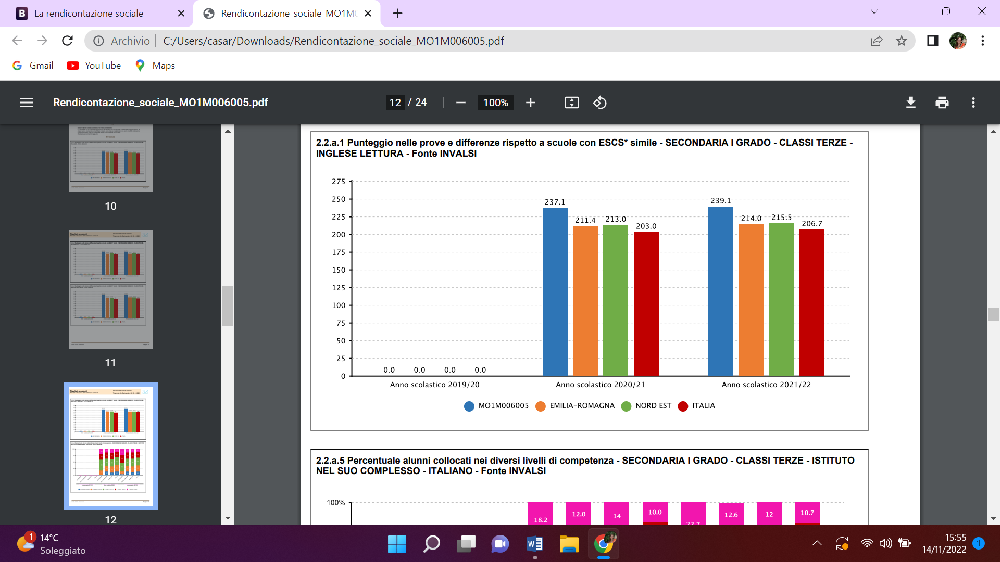 La rendicontazione sociale
Rendicontazione_sociale_MO1M0
Archivio
C:/Users/casar/Downloads/Rendicontazione_sociale_MO1M006005.pdf
Gmail
YouTube
Maps
Rendicontazione_sociale_MO1M006005.pdf
12 / 24
100%
10
11
12
2.2.a.1 Punteggio nelle prove e differenze rispetto a scuole con ESCS* simile - SECONDARIA I GRADO - CLASSI TERZE -
INGLESE LETTURA - Fonte INVALSI
275
250
225
200
175
150
125
100
75
50
25
0
0.0 0.0 0.0 0.0
237.1 211.4 213.0 203.0
239.1 214.0 215.5 206.7
Anno scolastico 2019/20
Anno scolastico 2020/21
Anno scolastico 2021/22
MO1M006005 EMILIA-ROMAGNA NORD EST ITALIA
2.2.a.5 Percentuale alunni collocati nei diversi livelli di competenza - SECONDARIA I GRADO - CLASSI TERZE - ISTITUTO
NEL SUO COMPLESSO - ITALIANO - Fonte INVALSI
100%
18.2 12.0 14 10.0 22.7 12.6 12 10.7
1
14°C
Soleggiato
15:55
14/11/2022
1